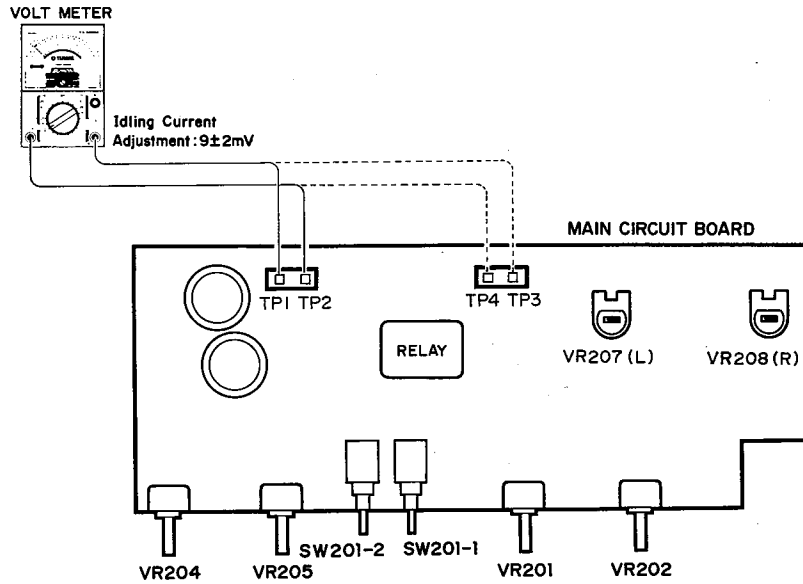 VOLT METER
Idling Current
Adjustment : 9±2mV
MAIN CIRCUIT BOARD
TP1 TP2
TP4 TP3
RELAY
VR207 (L)
VR208 (R)
SW201-2
SW201-1
VR204
VR205
VR201
VR202